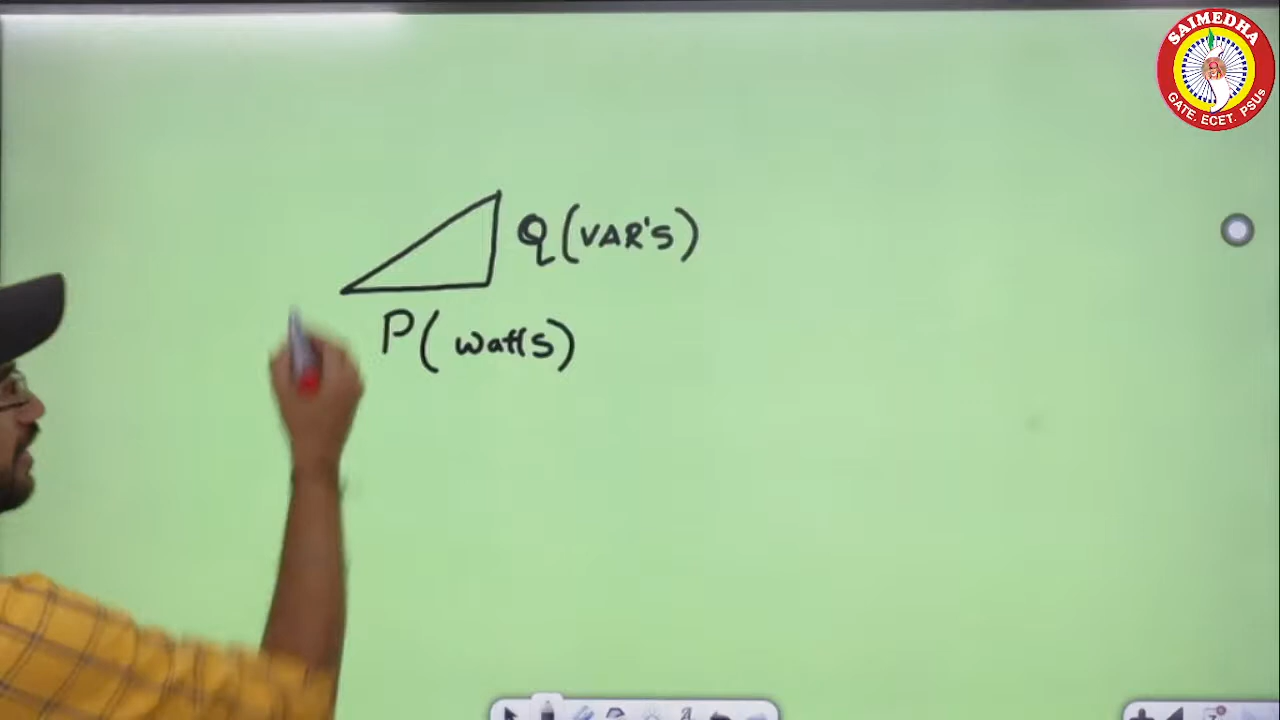 SAIMEDHA
GATE. ECET. PSUs
Q (VAR'S)
P ( watts)